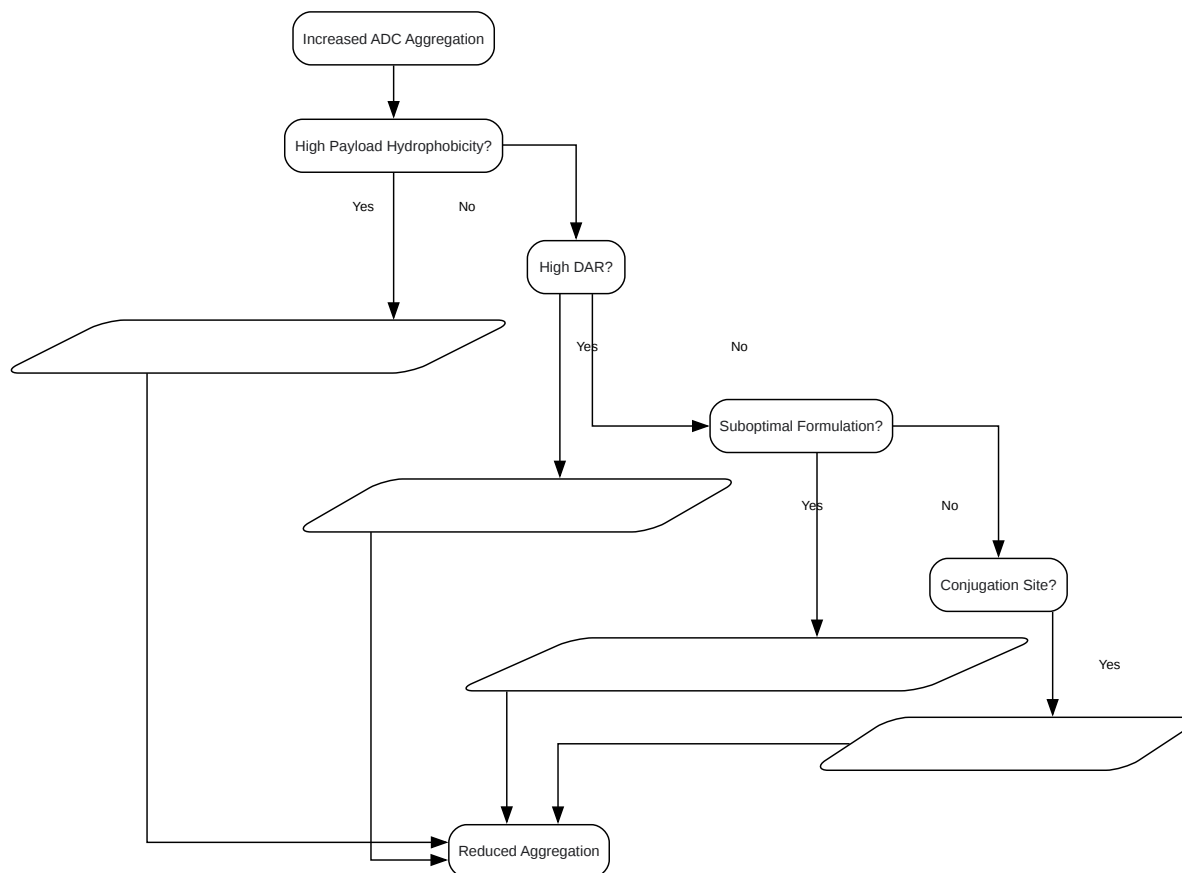 Increased ADC Aggregation
High Payload Hydrophobicity?
Yes
No
High DAR?
Yes
No
Suboptimal Formulation?
Yes
No
Conjugation Site?
Yes
Reduced Aggregation